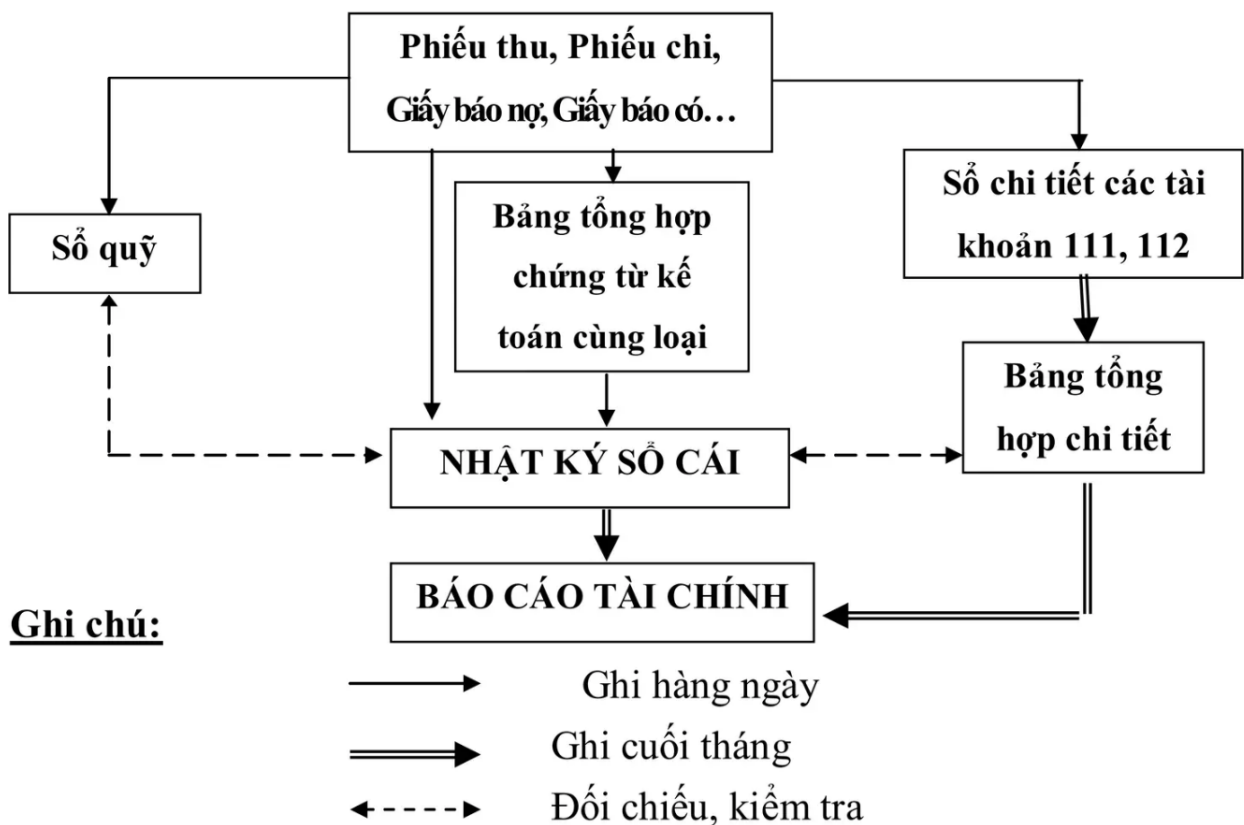 Phiếu thu, Phiếu chi,
Giấy báo nợ, Giấy báo có…
Sổ quỹ
Bảng tổng hợp
chứng từ kế
toán cùng loại
Sổ chi tiết các tài
khoản 111, 112
Bảng tổng
hợp chi tiết
NHẬT KÝ SỔ CÁI
BÁO CÁO TÀI CHÍNH
Ghi chú:
Ghi hàng ngày
Ghi cuối tháng
Đối chiếu, kiểm tra